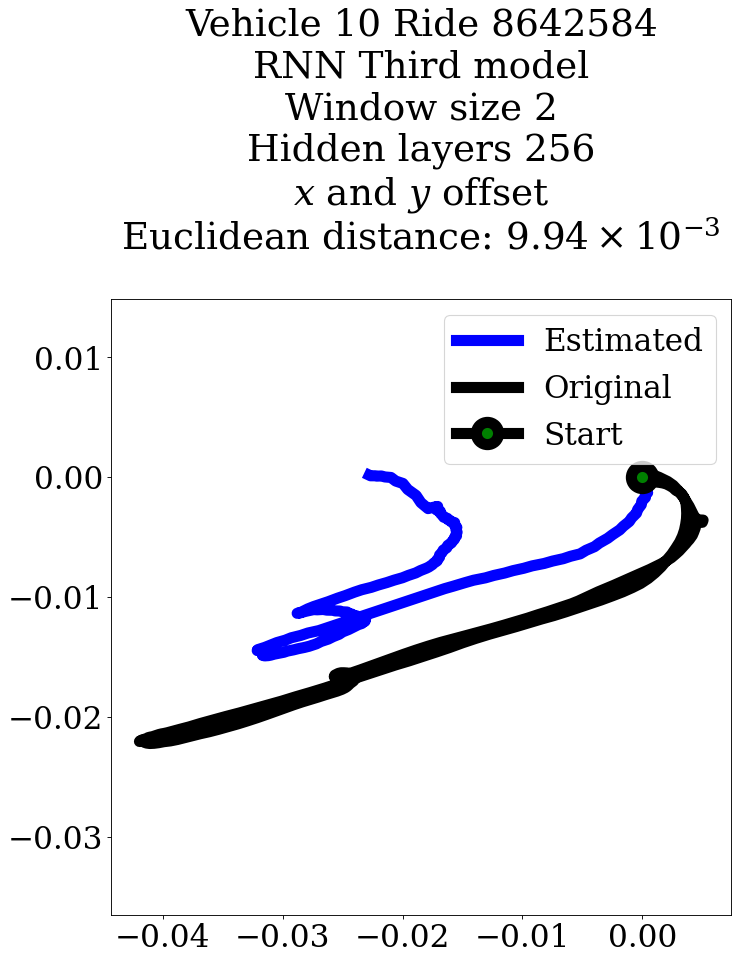 Vehicle 10 Ride 8642584
RNN Third model
Window size 2
Hidden layers 256
x and y offset
Euclidean distance: 9.94 × 10⁻³
Estimated
Original
Start
0.01
0.00
−0.01
−0.02
−0.03
−0.04 −0.03 −0.02 −0.01 0.00